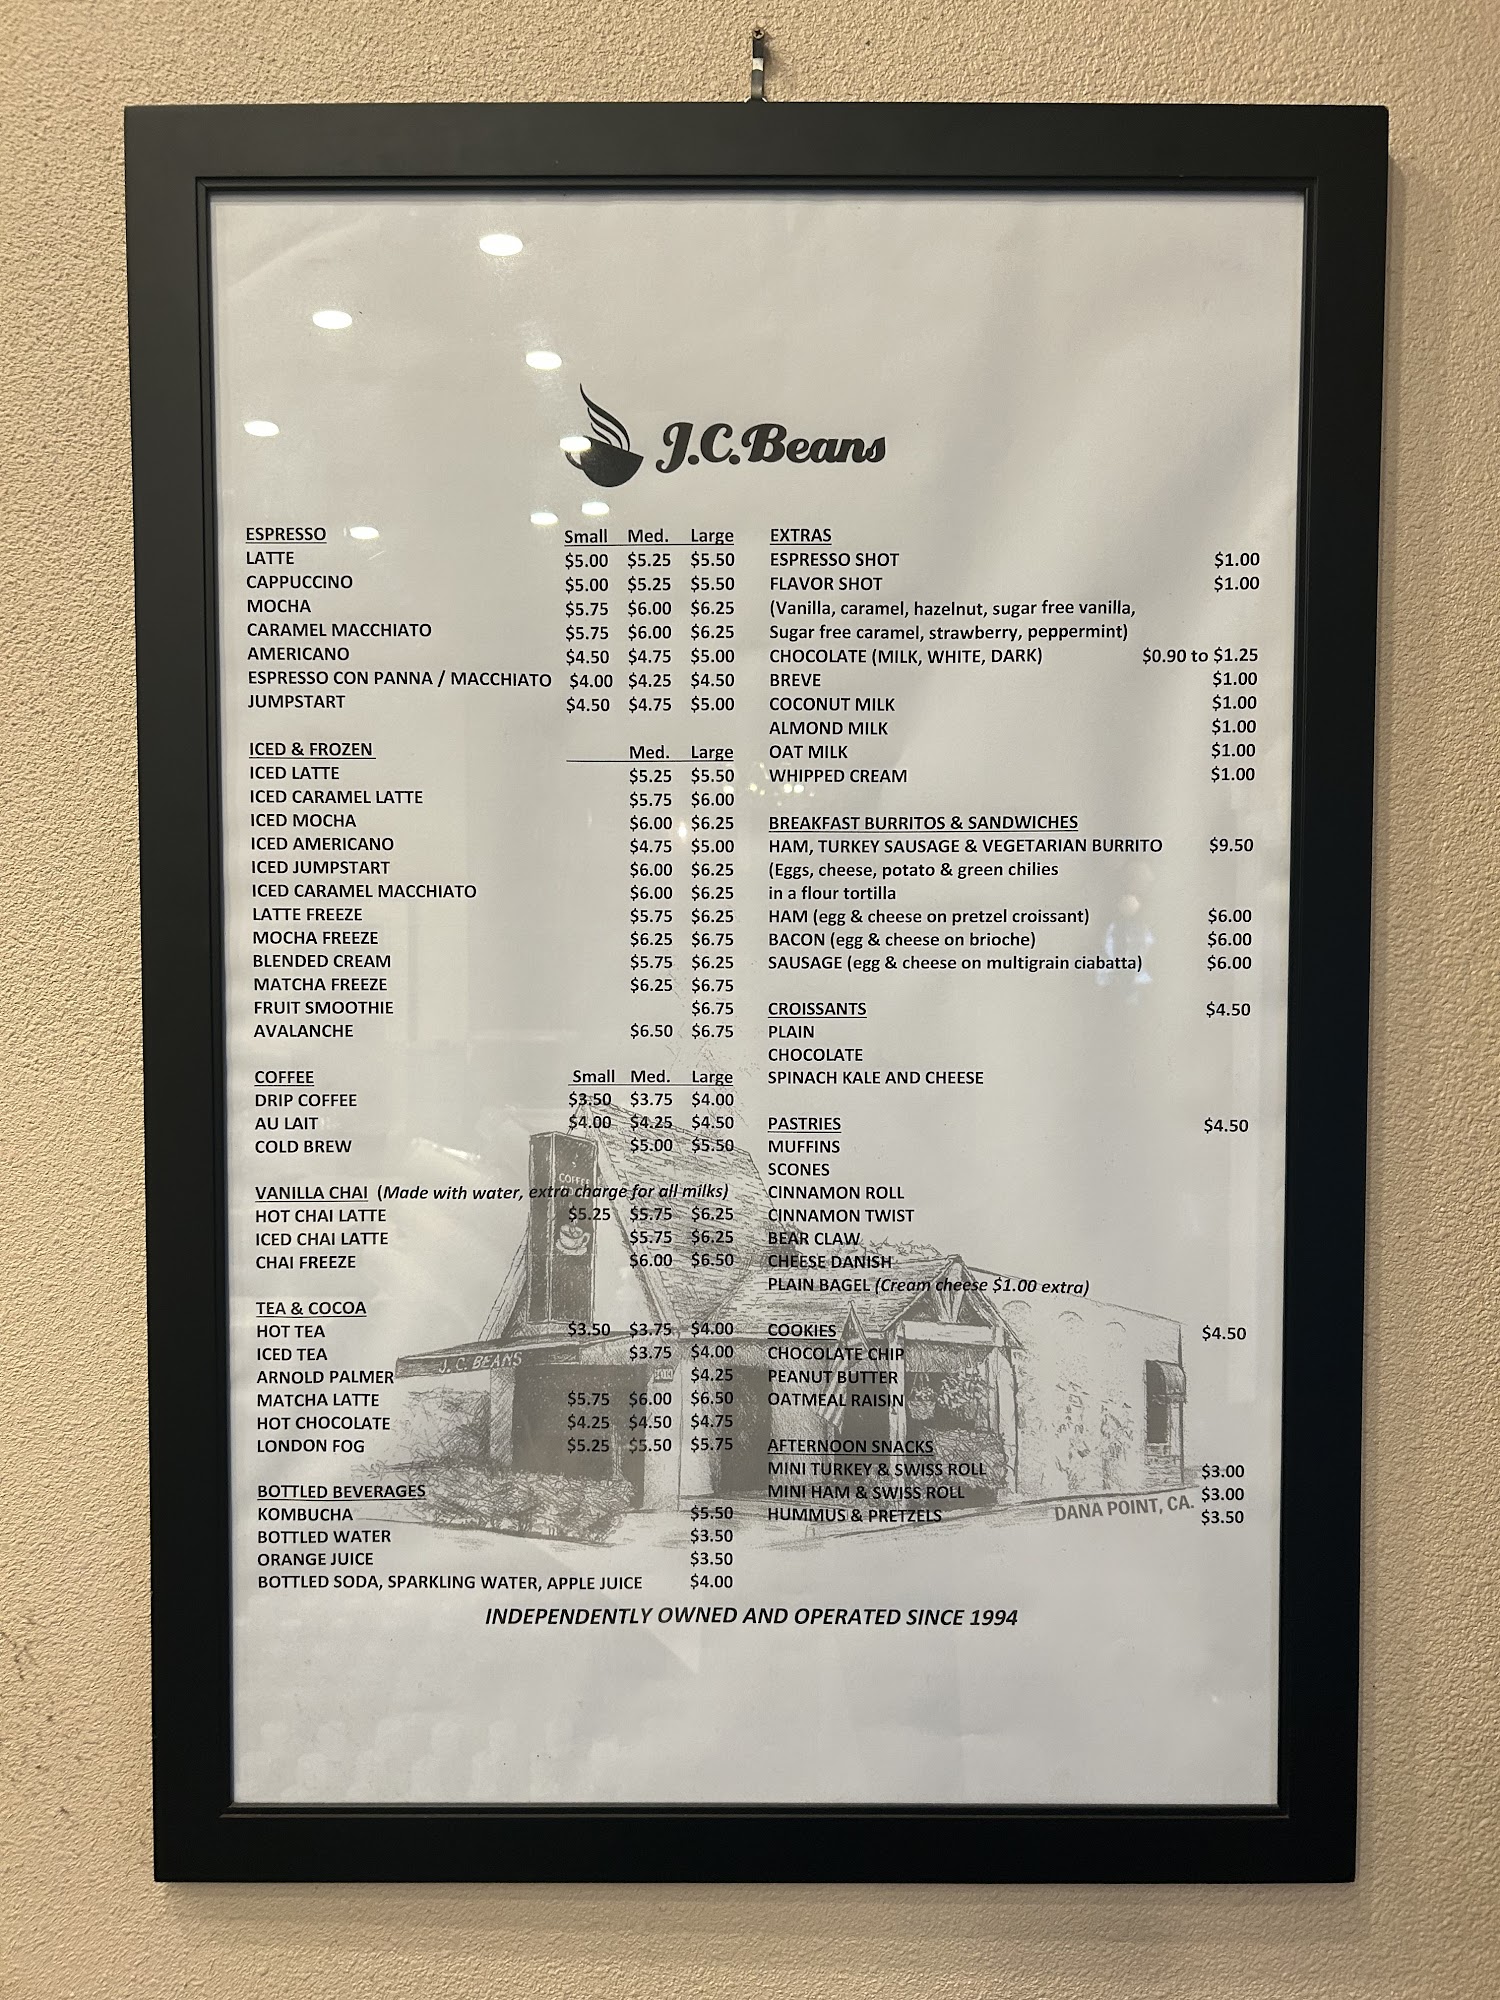 J.C.Beans
ESPRESSO Small Med. Large
LATTE $5.00 $5.25 $5.50
CAPPUCCINO $5.00 $5.25 $5.50
MOCHA $5.75 $6.00 $6.25
CARAMEL MACCHIATO $5.75 $6.00 $6.25
AMERICANO $4.50 $4.75 $5.00
ESPRESSO CON PANNA / MACCHIATO $4.00 $4.25 $4.50
JUMPSTART $4.50 $4.75 $5.00
ICED & FROZEN Med. Large
ICED LATTE $5.25 $5.50
ICED CARAMEL LATTE $5.75 $6.00
ICED MOCHA $6.00 $6.25
ICED AMERICANO $4.75 $5.00
ICED JUMPSTART $6.00 $6.25
ICED CARAMEL MACCHIATO $6.00 $6.25
LATTE FREEZE $5.75 $6.25
MOCHA FREEZE $6.25 $6.75
BLENDED CREAM $5.75 $6.25
MATCHA FREEZE $6.25 $6.75
FRUIT SMOOTHIE $6.75
AVALANCHE $6.50 $6.75
COFFEE Small Med. Large
DRIP COFFEE $3.50 $3.75 $4.00
AU LAIT $4.00 $4.25 $4.50
COLD BREW $5.00 $5.50
VANILLA CHAI (Made with water, extra charge for all milks)
HOT CHAI LATTE $5.25 $5.75 $6.25
ICED CHAI LATTE $5.75 $6.25
CHAI FREEZE $6.00 $6.50
TEA & COCOA
HOT TEA $3.50 $3.75 $4.00
ICED TEA $3.75 $4.00
ARNOLD PALMER $4.25
MATCHA LATTE $5.75 $6.00 $6.50
HOT CHOCOLATE $4.25 $4.50 $4.75
LONDON FOG $5.25 $5.50 $5.75
BOTTLED BEVERAGES
KOMBUCHA $5.50
BOTTLED WATER $3.50
ORANGE JUICE $3.50
BOTTLED SODA, SPARKLING WATER, APPLE JUICE $4.00
EXTRAS
ESPRESSO SHOT $1.00
FLAVOR SHOT $1.00
(Vanilla, caramel, hazelnut, sugar free vanilla,
Sugar free caramel, strawberry, peppermint)
CHOCOLATE (MILK, WHITE, DARK) $0.90 to $1.25
BREVE $1.00
COCONUT MILK $1.00
ALMOND MILK $1.00
OAT MILK $1.00
WHIPPED CREAM $1.00
BREAKFAST BURRITOS & SANDWICHES
HAM, TURKEY SAUSAGE & VEGETARIAN BURRITO $9.50
(Eggs, cheese, potato & green chilies
in a flour tortilla
HAM (egg & cheese on pretzel croissant) $6.00
BACON (egg & cheese on brioche) $6.00
SAUSAGE (egg & cheese on multigrain ciabatta) $6.00
CROISSANTS $4.50
PLAIN
CHOCOLATE
SPINACH KALE AND CHEESE
PASTRIES $4.50
MUFFINS
SCONES
CINNAMON ROLL
CINNAMON TWIST
BEAR CLAW
CHEESE DANISH
PLAIN BAGEL (Cream cheese $1.00 extra)
COOKIES $4.50
CHOCOLATE CHIP
PEANUT BUTTER
OATMEAL RAISIN
AFTERNOON SNACKS
MINI TURKEY & SWISS ROLL $3.00
MINI HAM & SWISS ROLL $3.00
HUMMUS & PRETZELS $3.50
COFFEE
J.C. BEANS
DANA POINT, CA.
INDEPENDENTLY OWNED AND OPERATED SINCE 1994